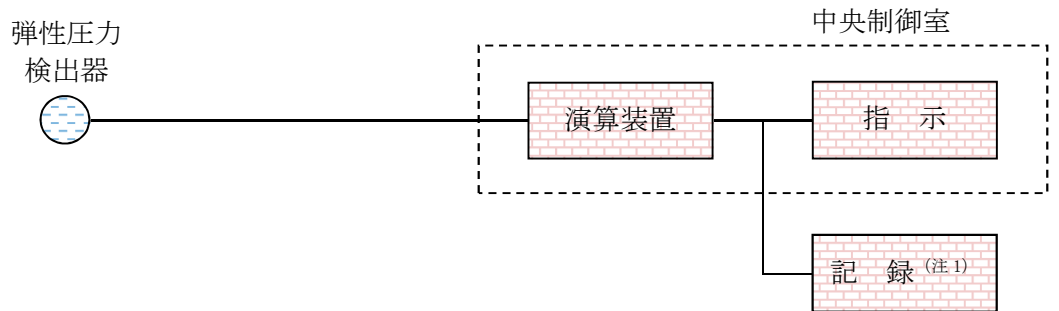 中央制御室
弾性圧力
検出器
演算装置
指　示
記　録(注1)